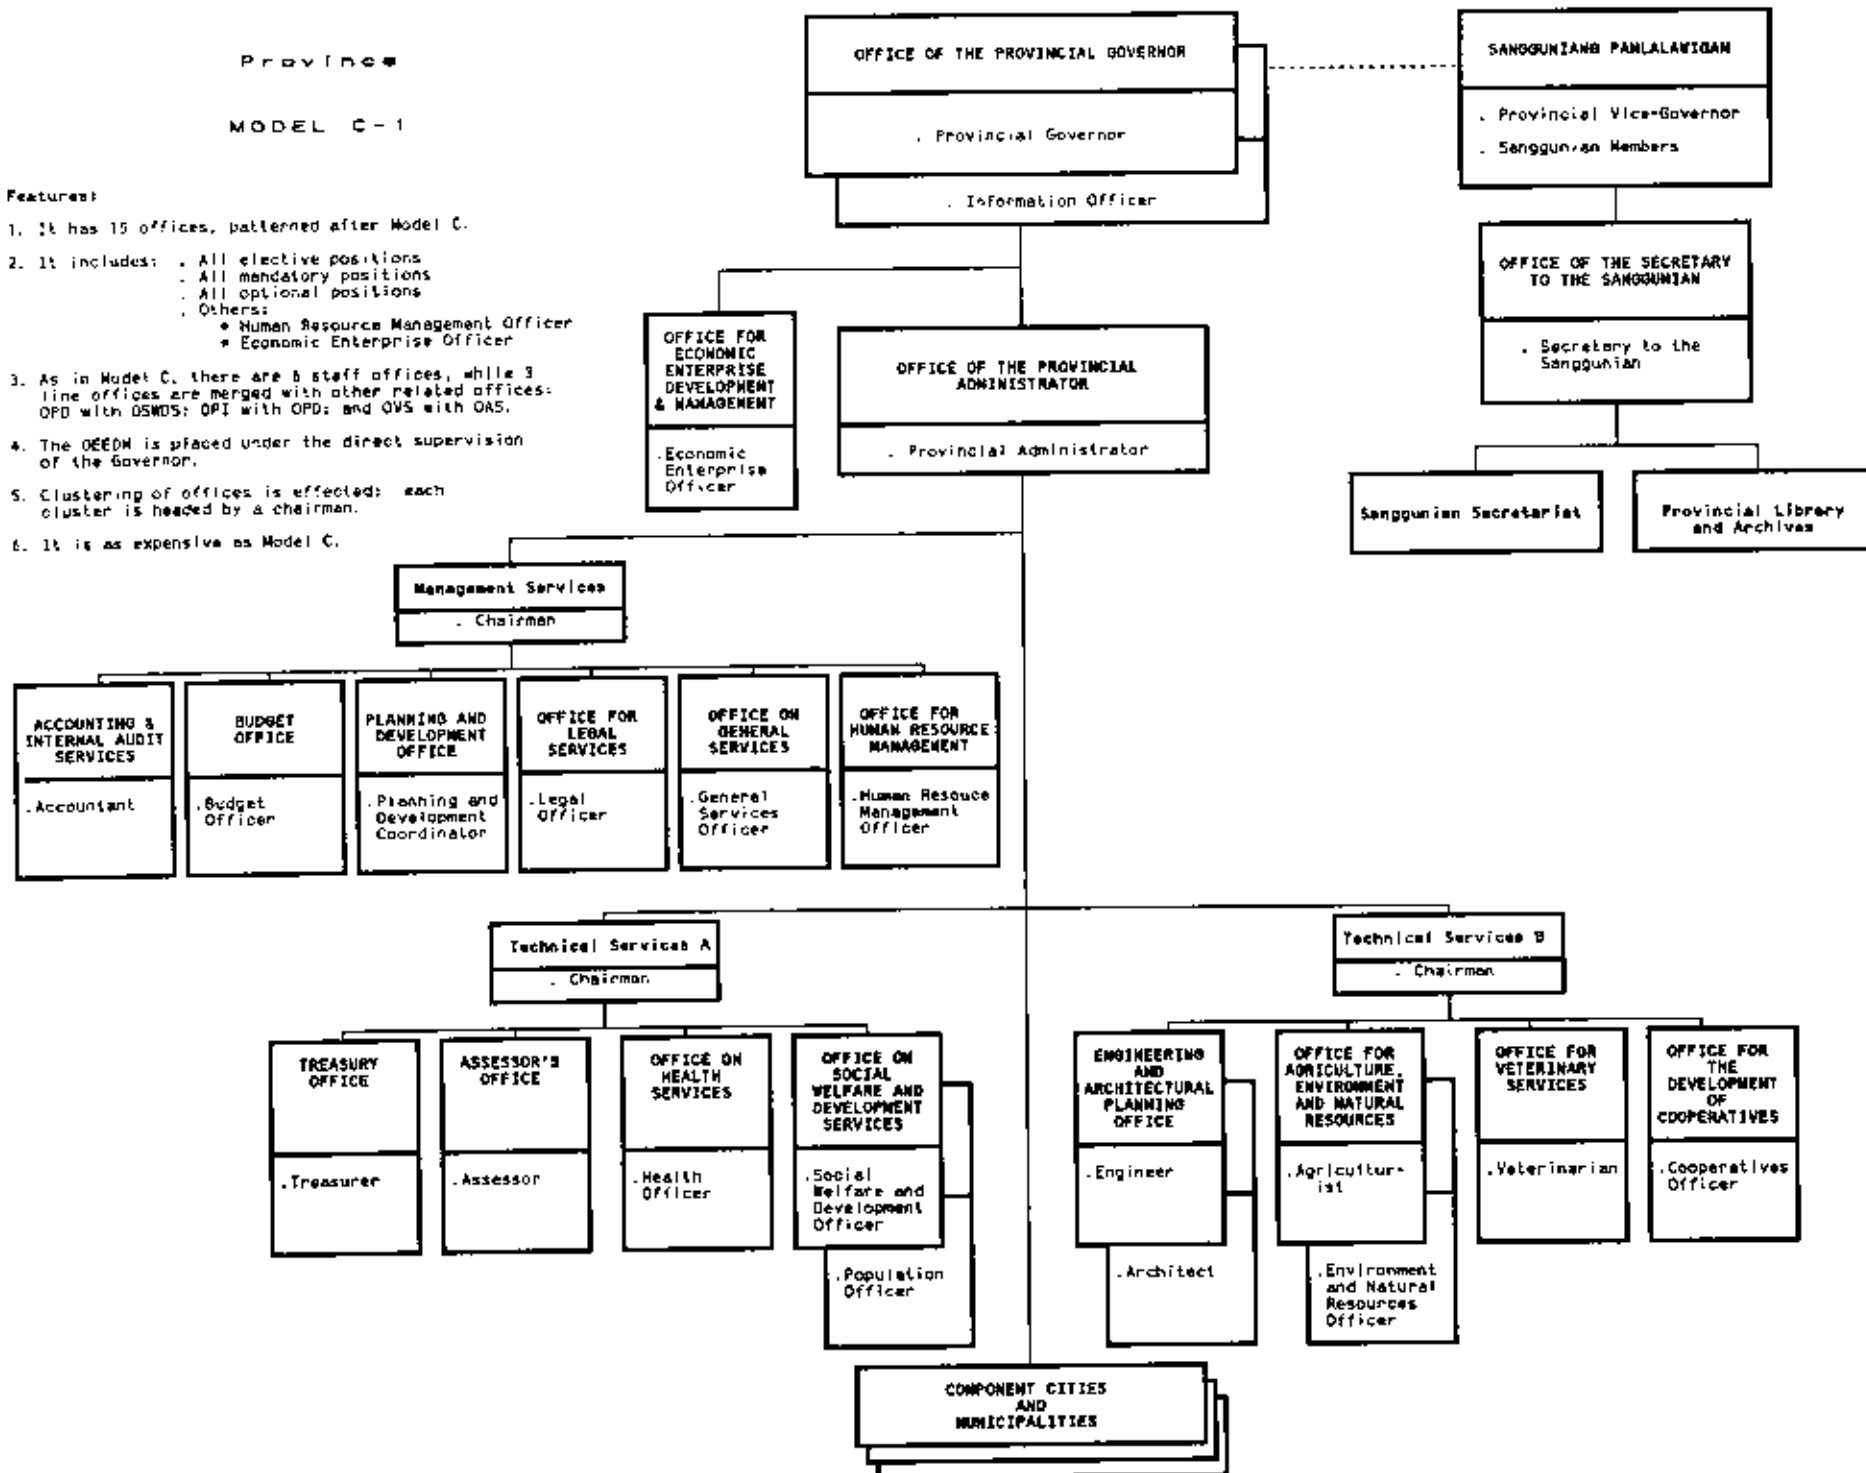 Province
MODEL C-1
Features:
1. It has 15 offices, patterned after Model C.
2. It includes: . All elective positions
. All mandatory positions
. All optional positions
. Others:
* Human Resource Management Officer
* Economic Enterprise Officer
3. As in Model C, there are 6 staff offices, while 3
line offices are merged with other related offices:
OPD with OSWDS; OPI with OPD; and OVS with OAS.
4. The OEEDM is placed under the direct supervision
of the Governor.
5. Clustering of offices is effected; each
cluster is headed by a chairman.
6. It is as expensive as Model C.
OFFICE OF THE PROVINCIAL GOVERNOR
. Provincial Governor
. Information Officer
SANGGUNIANG PANLALAWIGAN
. Provincial Vice-Governor
. Sanggunian Members
OFFICE OF THE SECRETARY
TO THE SANGGUNIAN
. Secretary to the
Sanggunian
Sanggunian Secretariat
Provincial Library
and Archives
OFFICE FOR
ECONOMIC
ENTERPRISE
DEVELOPMENT
& MANAGEMENT
.Economic
Enterprise
Officer
OFFICE OF THE PROVINCIAL
ADMINISTRATOR
. Provincial Administrator
Management Services
. Chairman
ACCOUNTING &
INTERNAL AUDIT
SERVICES
.Accountant
BUDGET
OFFICE
.Budget
Officer
PLANNING AND
DEVELOPMENT
OFFICE
.Planning and
Development
Coordinator
OFFICE FOR
LEGAL
SERVICES
.Legal
Officer
OFFICE ON
GENERAL
SERVICES
.General
Services
Officer
OFFICE FOR
HUMAN RESOURCE
MANAGEMENT
.Human Resouce
Management
Officer
Technical Services A
. Chairman
Technical Services B
. Chairman
TREASURY
OFFICE
.Treasurer
ASSESSOR'S
OFFICE
.Assessor
OFFICE ON
HEALTH
SERVICES
.Health
Officer
OFFICE ON
SOCIAL
WELFARE AND
DEVELOPMENT
SERVICES
.Social
Welfare and
Development
Officer
.Population
Officer
ENGINEERING
AND
ARCHITECTURAL
PLANNING
OFFICE
.Engineer
.Architect
OFFICE FOR
AGRICULTURE,
ENVIRONMENT
AND NATURAL
RESOURCES
.Agricultur-
ist
.Environment
and Natural
Resources
Officer
OFFICE FOR
VETERINARY
SERVICES
.Veterinarian
OFFICE FOR
THE
DEVELOPMENT
OF
COOPERATIVES
.Cooperatives
Officer
COMPONENT CITIES
AND
MUNICIPALITIES